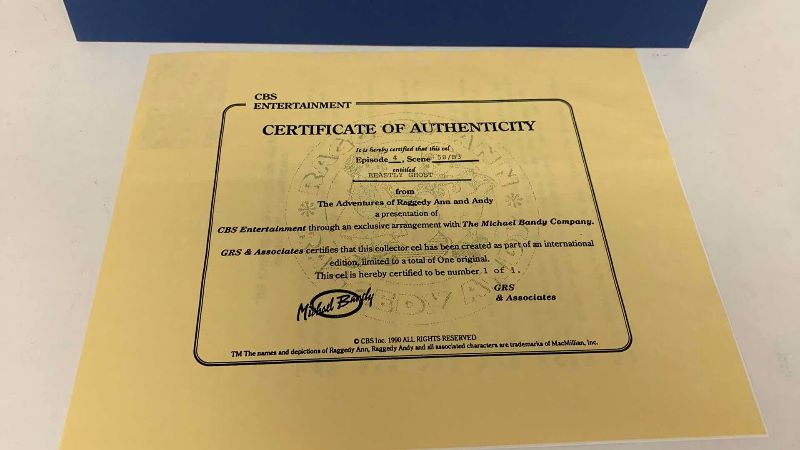 CBS
ENTERTAINMENT
CERTIFICATE OF AUTHENTICITY
It is hereby certified that this cel
Episode 4, Scene 58/B3
entitled
BEASTLY GHOST
from
The Adventures of Raggedy Ann and Andy
a presentation of
CBS Entertainment through an exclusive arrangement with The Michael Bandy Company.
GRS & Associates certifies that this collector cel has been created as part of an international
edition, limited to a total of One original.
This cel is hereby certified to be number 1 of 1.
Michael Bandy
GRS
& Associates
© CBS Inc. 1990 ALL RIGHTS RESERVED
TM The names and depictions of Raggedy Ann, Raggedy Andy and all associated characters are trademarks of MacMillian, Inc.